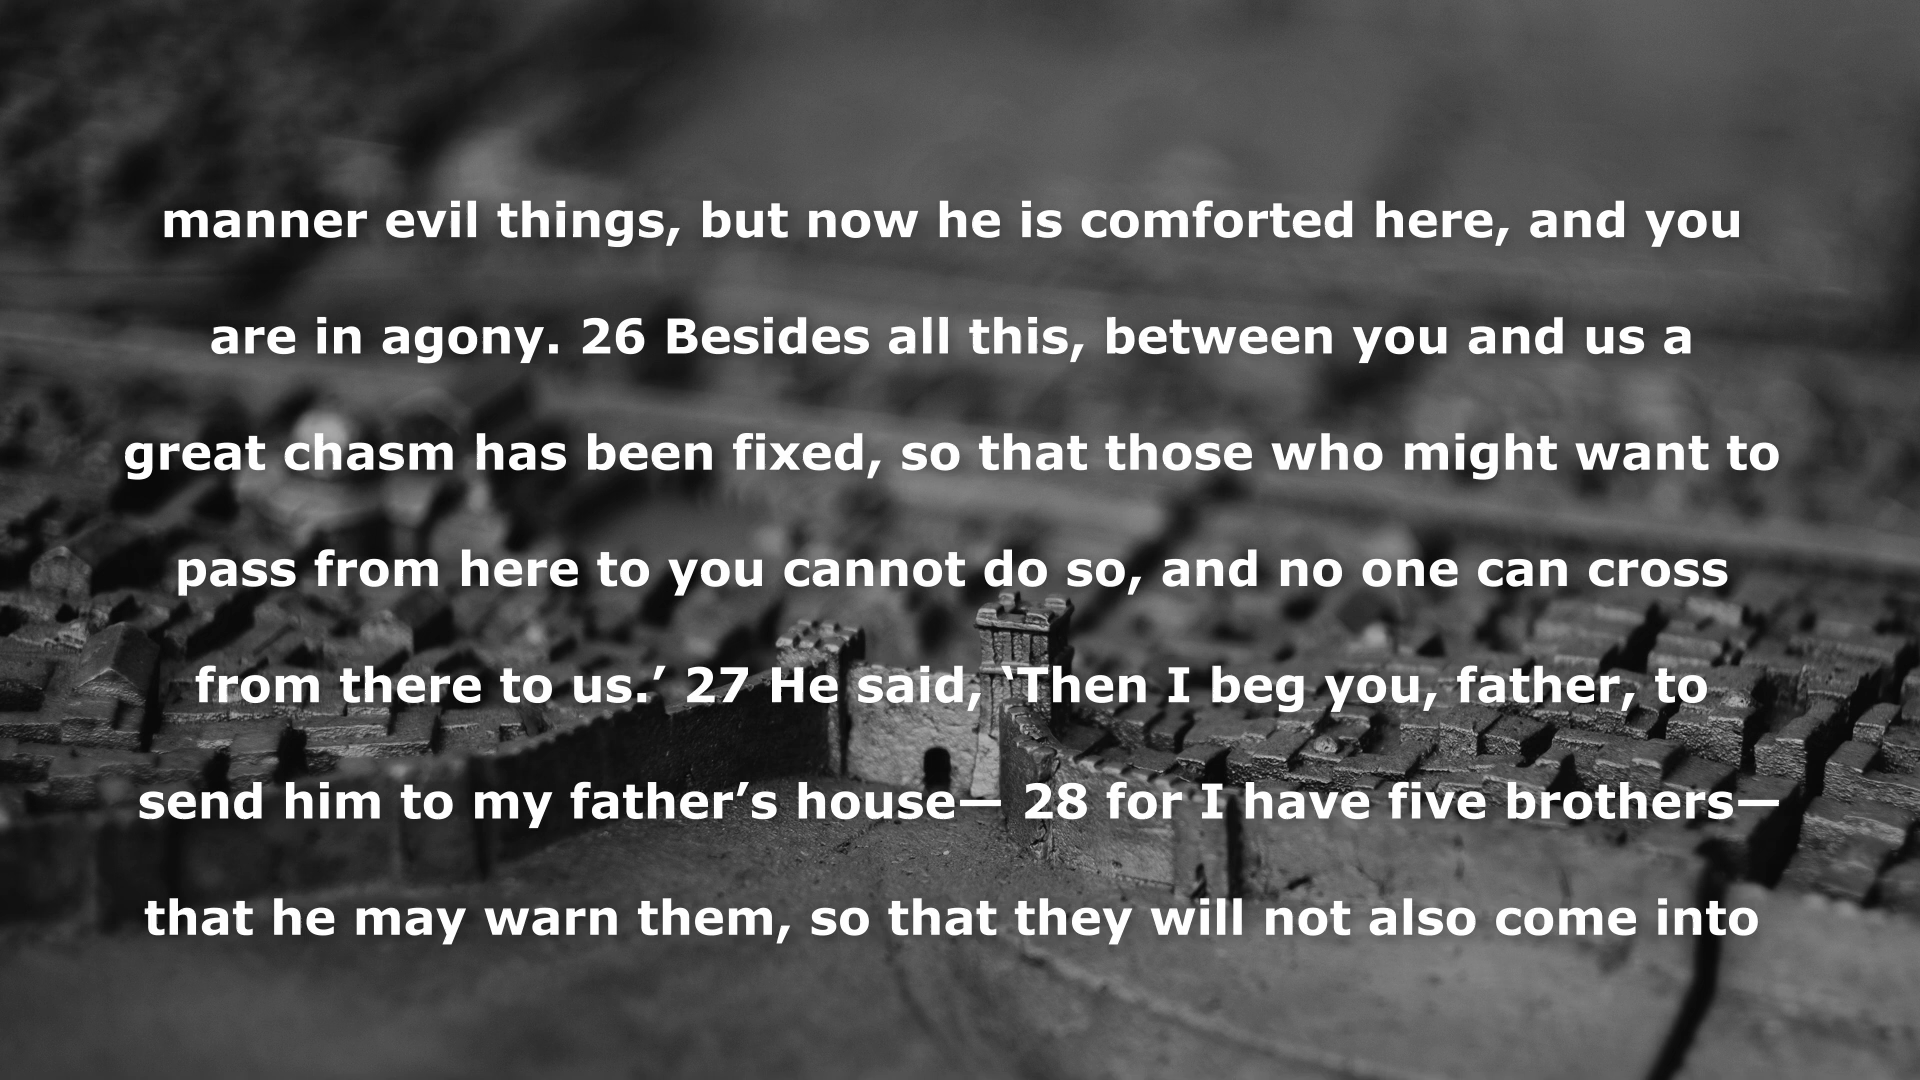 manner evil things, but now he is comforted here, and you
are in agony. 26 Besides all this, between you and us a
great chasm has been fixed, so that those who might want to
pass from here to you cannot do so, and no one can cross
from there to us.’ 27 He said, ‘Then I beg you, father, to
send him to my father’s house— 28 for I have five brothers—
that he may warn them, so that they will not also come into